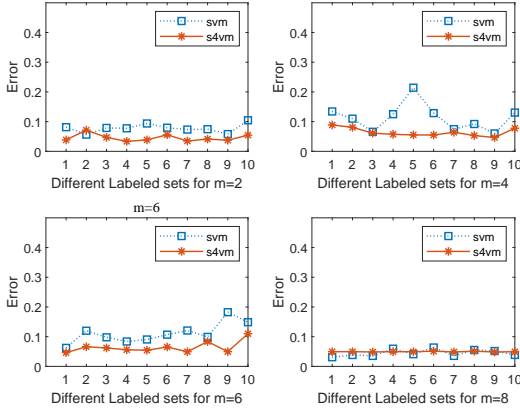 0.4
0.3
0.2
0.1
0
Error
svm
s4vm
1 2 3 4 5 6 7 8 9 10
Different Labeled sets for m=2
0.4
0.3
0.2
0.1
0
Error
svm
s4vm
1 2 3 4 5 6 7 8 9 10
Different Labeled sets for m=4
m=6
0.4
0.3
0.2
0.1
0
Error
svm
s4vm
1 2 3 4 5 6 7 8 9 10
Different Labeled sets for m=6
0.4
0.3
0.2
0.1
0
Error
svm
s4vm
1 2 3 4 5 6 7 8 9 10
Different Labeled sets for m=8